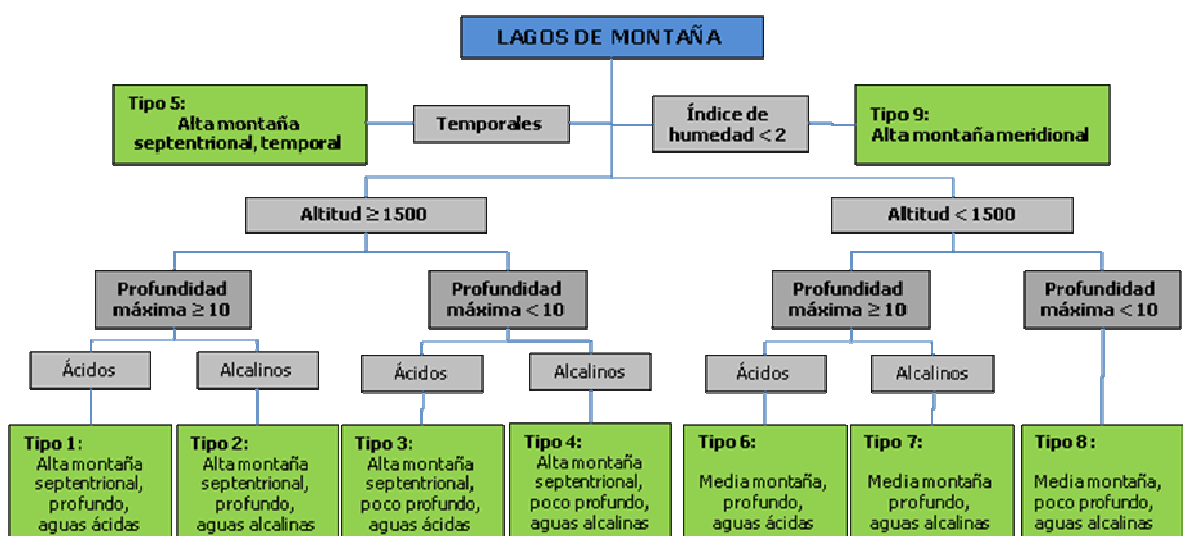 LAGOS DE MONTAÑA
Tipo 5:
Alta montaña
septentrional, temporal
Temporales
Índice de
humedad < 2
Tipo 9:
Alta montaña meridional
Altitud ≥ 1500
Altitud < 1500
Profundidad
máxima ≥ 10
Profundidad
máxima < 10
Profundidad
máxima ≥ 10
Profundidad
máxima < 10
Ácidos
Alcalinos
Ácidos
Alcalinos
Ácidos
Alcalinos
Tipo 1:
Alta montaña
septentrional,
profundo,
aguas ácidas
Tipo 2:
Alta montaña
septentrional,
profundo,
aguas alcalinas
Tipo 3:
Alta montaña
septentrional,
poco profundo,
aguas ácidas
Tipo 4:
Alta montaña
septentrional,
poco profundo,
aguas alcalinas
Tipo 6:
Media montaña,
profundo,
aguas ácidas
Tipo 7:
Media montaña
profundo,
aguas alcalinas
Tipo 8:
Media montaña,
poco profundo,
aguas alcalinas